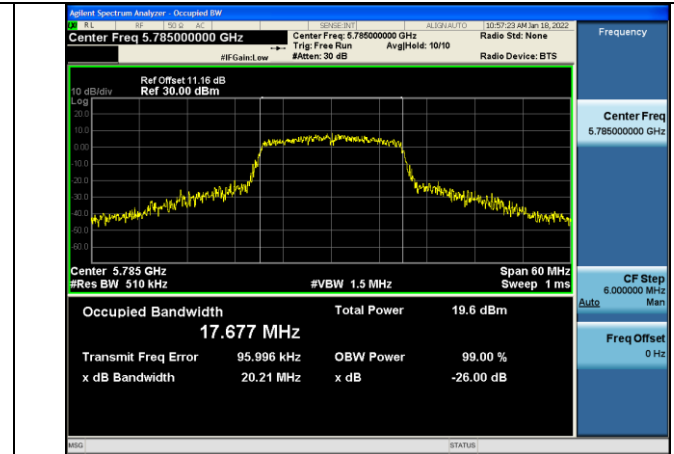 Agilent Spectrum Analyzer - Occupied BW
RL RF 50 Ω AC SENSE:INT ALIGN AUTO 10:57:23 AM Jan 18, 2022
Center Freq 5.785000000 GHz
Center Freq: 5.785000000 GHz
Radio Std: None
Trig: Free Run Avg|Hold: 10/10
#IFGain:Low #Atten: 30 dB Radio Device: BTS
Ref Offset 11.16 dB
10 dB/div Ref 30.00 dBm
Log
20.0
10.0
0.00
-10.0
-20.0
-30.0
-40.0
-50.0
-60.0
Center 5.785 GHz Span 60 MHz
#Res BW 510 kHz #VBW 1.5 MHz Sweep 1 ms
Occupied Bandwidth Total Power 19.6 dBm
17.677 MHz
Transmit Freq Error 95.996 kHz OBW Power 99.00 %
x dB Bandwidth 20.21 MHz x dB -26.00 dB
MSG STATUS
Frequency
Center Freq
5.785000000 GHz
CF Step
6.000000 MHz
Auto Man
Freq Offset
0 Hz